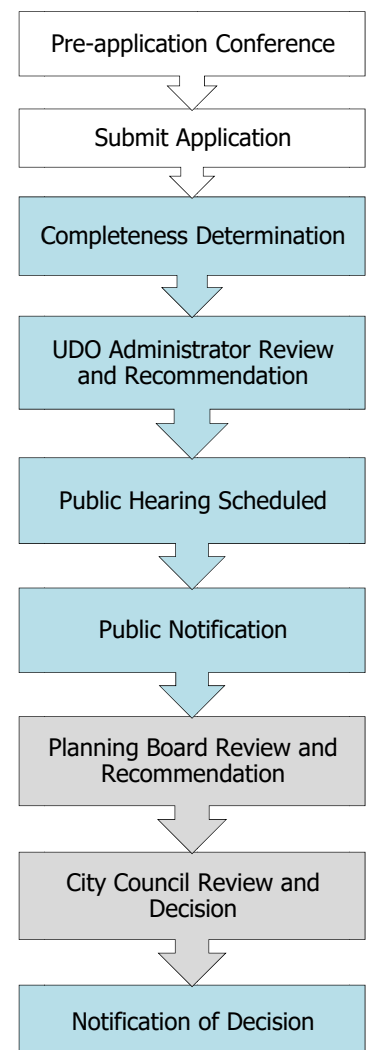 Pre-application Conference
Submit Application
Completeness Determination
UDO Administrator Review
and Recommendation
Public Hearing Scheduled
Public Notification
Planning Board Review and
Recommendation
City Council Review and
Decision
Notification of Decision